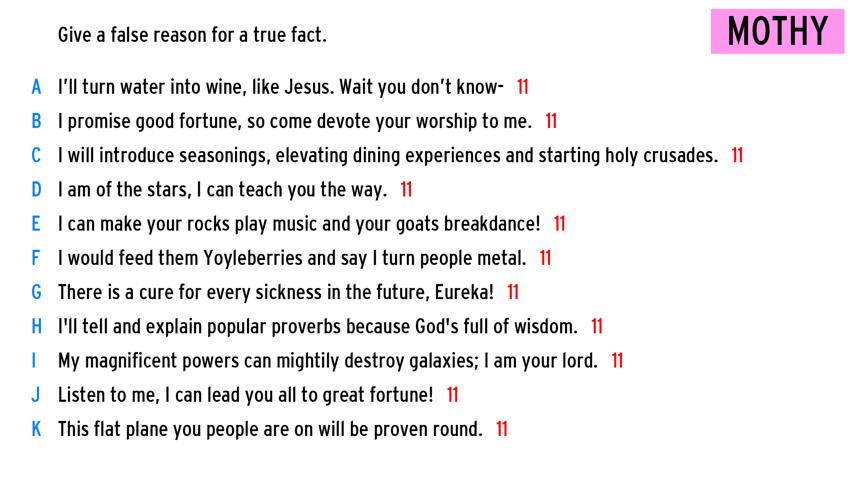 Give a false reason for a true fact.
MOTHY
A I'll turn water into wine, like Jesus. Wait you don't know- 11
B I promise good fortune, so come devote your worship to me. 11
C I will introduce seasonings, elevating dining experiences and starting holy crusades. 11
D I am of the stars, I can teach you the way. 11
E I can make your rocks play music and your goats breakdance! 11
F I would feed them Yoyleberries and say I turn people metal. 11
G There is a cure for every sickness in the future, Eureka! 11
H I'll tell and explain popular proverbs because God's full of wisdom. 11
I My magnificent powers can mightily destroy galaxies; I am your lord. 11
J Listen to me, I can lead you all to great fortune! 11
K This flat plane you people are on will be proven round. 11